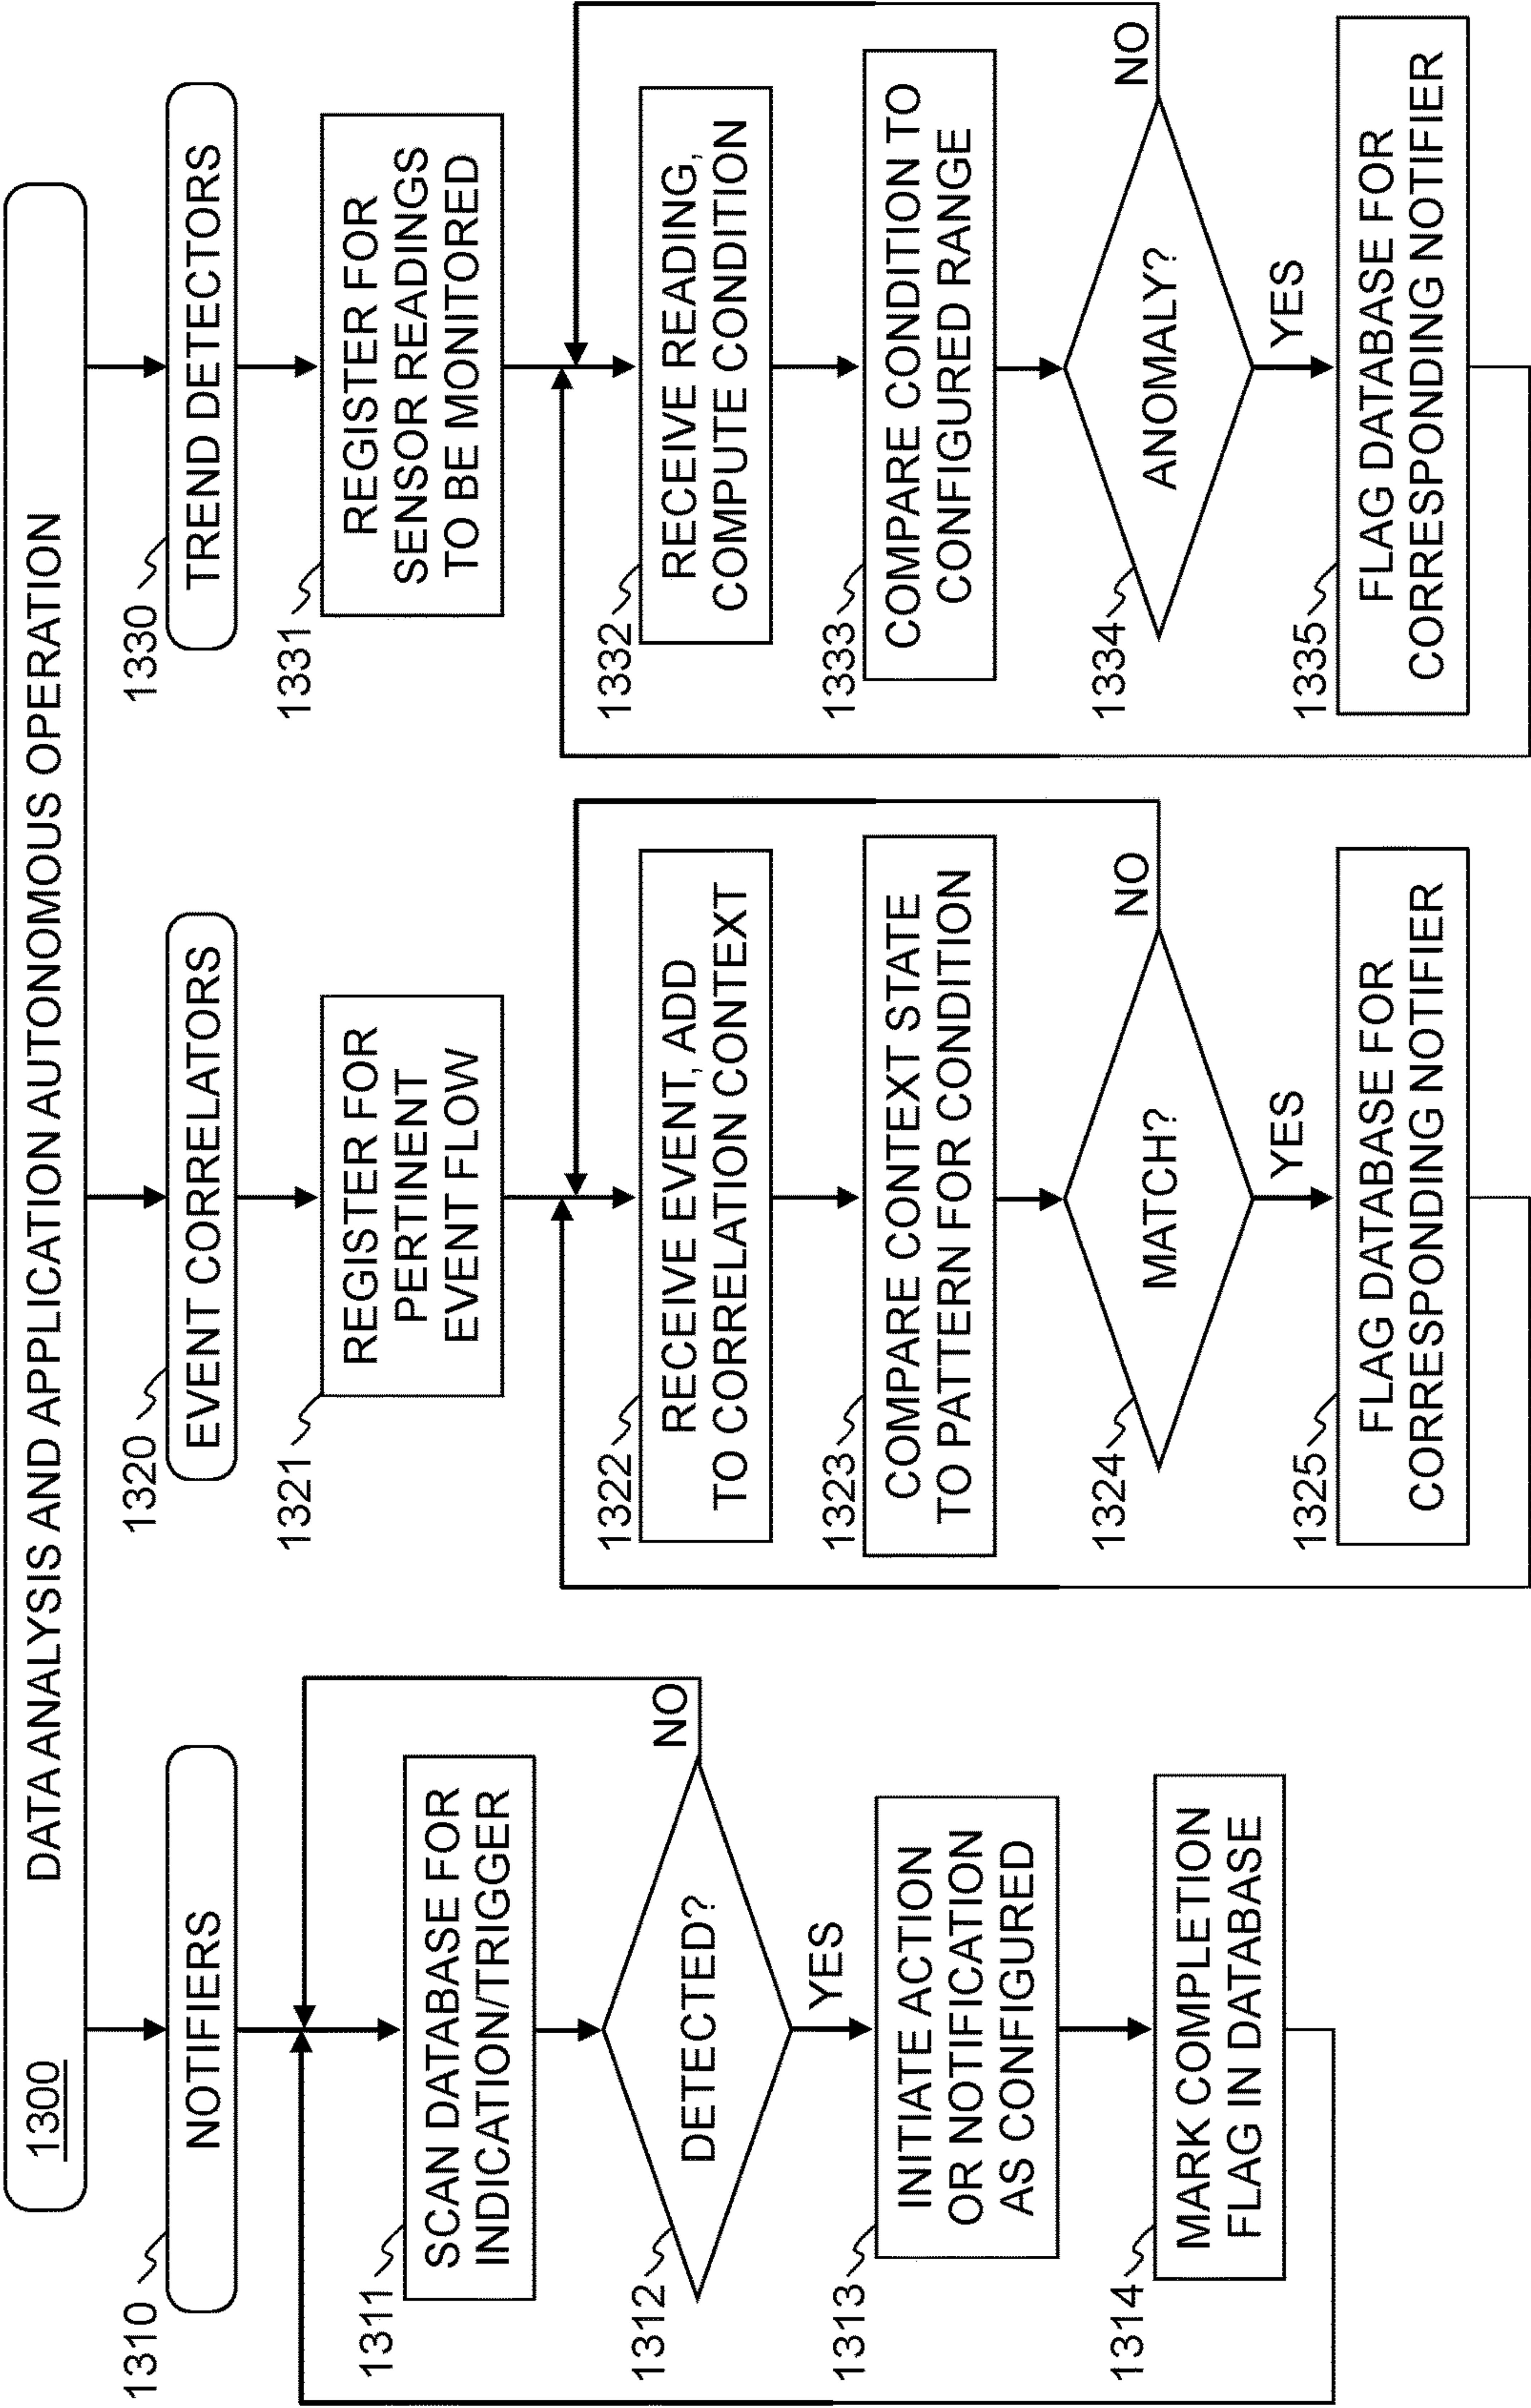 1300
DATA ANALYSIS AND APPLICATION AUTONOMOUS OPERATION
1310
NOTIFIERS
1311
SCAN DATABASE FOR
INDICATION/TRIGGER
1312
DETECTED?
NO
YES
1313
INITIATE ACTION
OR NOTIFICATION
AS CONFIGURED
1314
MARK COMPLETION
FLAG IN DATABASE
1320
EVENT CORRELATORS
1321
REGISTER FOR
PERTINENT
EVENT FLOW
1322
RECEIVE EVENT, ADD
TO CORRELATION CONTEXT
1323
COMPARE CONTEXT STATE
TO PATTERN FOR CONDITION
1324
MATCH?
NO
YES
1325
FLAG DATABASE FOR
CORRESPONDING NOTIFIER
1330
TREND DETECTORS
1331
REGISTER FOR
SENSOR READINGS
TO BE MONITORED
1332
RECEIVE READING,
COMPUTE CONDITION
1333
COMPARE CONDITION TO
CONFIGURED RANGE
1334
ANOMALY?
NO
YES
1335
FLAG DATABASE FOR
CORRESPONDING NOTIFIER